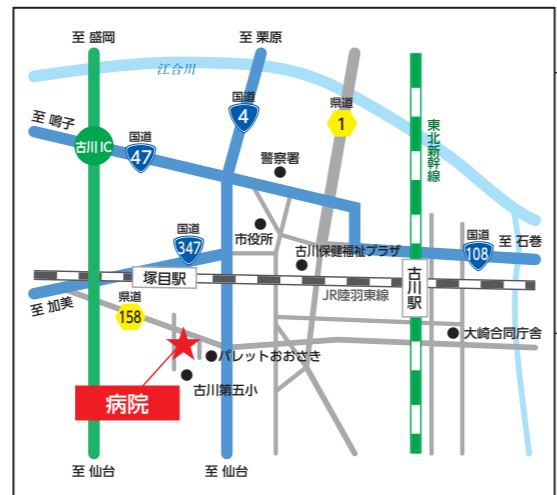 至 盛岡
至 栗原
江合川
国道
4
県道
1
至 鳴子
国道
47
古川 IC
警察署
東北新幹線
国道
347
市役所
古川保健福祉プラザ
国道
108
至 石巻
塚目駅
JR陸羽東線
古川駅
至 加美
県道
158
大崎合同庁舎
パレットおおさき
古川第五小
病院
至 仙台
至 仙台